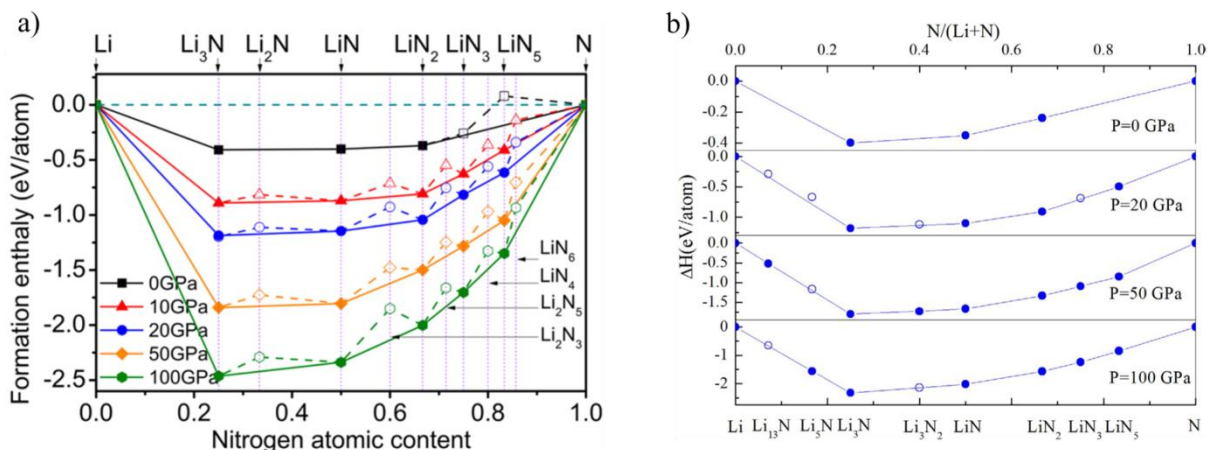 a)
Li Li₃N Li₂N LiN LiN₂ LiN₃ LiN₅ N
Formation enthalpy (eV/atom)
0.0
-0.5
-1.0
-1.5
-2.0
-2.5
0GPa
10GPa
20GPa
50GPa
100GPa
LiN₆
LiN₄
Li₂N₅
Li₂N₃
0.0 0.2 0.4 0.6 0.8 1.0
Nitrogen atomic content
b)
N/(Li+N)
0.0 0.2 0.4 0.6 0.8 1.0
ΔH(eV/atom)
0.0
-0.2
-0.4
P=0 GPa
0.0
-0.5
-1.0
P=20 GPa
0.0
-0.5
-1.0
-1.5
P=50 GPa
0
-1
-2
P=100 GPa
Li Li₁₃N Li₅N Li₃N Li₃N₂ LiN LiN₂ LiN₃ LiN₅ N